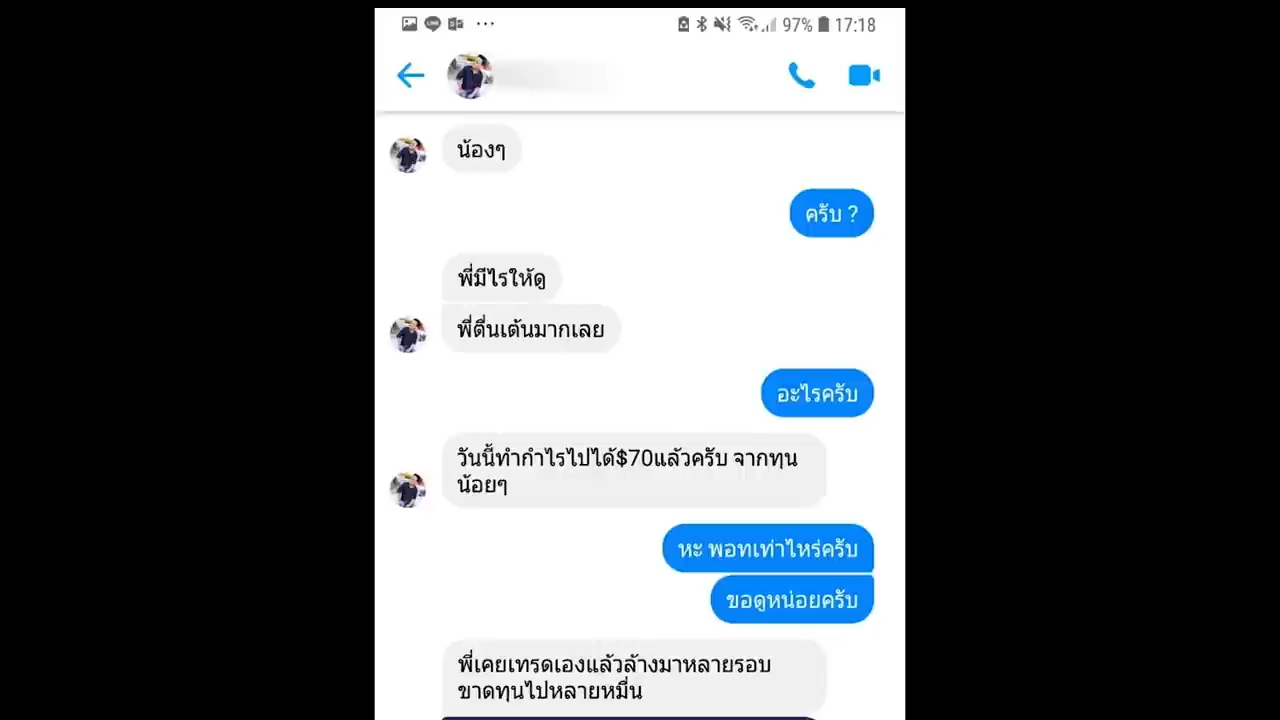 97% 17:18
น้องๆ
ครับ ?
พี่มีไรให้ดู
พี่ตื่นเต้นมากเลย
อะไรครับ
วันนี้ทำกำไรไปได้$70แล้วครับ จากทุน
น้อยๆ
หะ พอทเท่าไหร่ครับ
ขอดูหน่อยครับ
พี่เคยเทรดเองแล้วล้างมาหลายรอบ
ขาดทุนไปหลายหมื่น